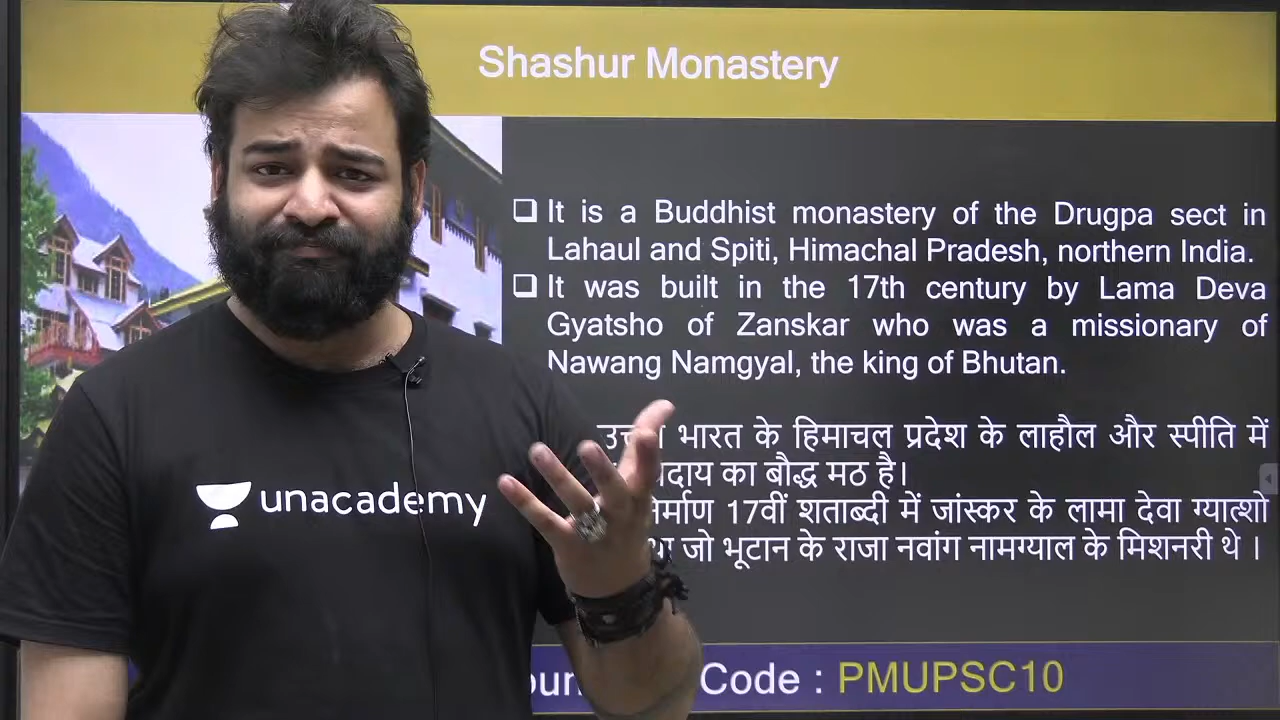 Shashur Monastery
It is a Buddhist monastery of the Drugpa sect in
Lahaul and Spiti, Himachal Pradesh, northern India.
It was built in the 17th century by Lama Deva
Gyatsho of Zanskar who was a missionary of
Nawang Namgyal, the king of Bhutan.
भारत के हिमाचल प्रदेश के लाहौल और स्पीति में
का बौद्ध मठ है।
17वीं शताब्दी में जांस्कर के लामा देवा ग्यात्शो
जो भूटान के राजा नवांग नामग्याल के मिशनरी थे ।
unacademy
Code : PMUPSC10